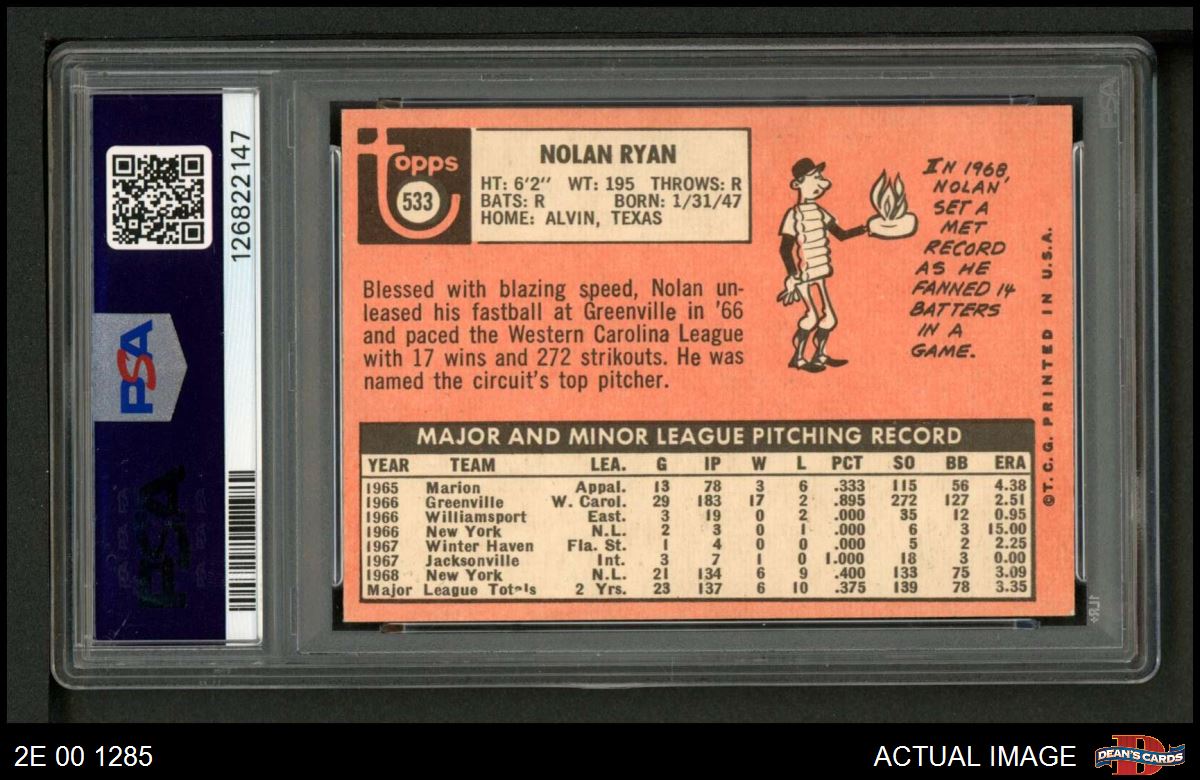 126822147
PSA
PSA
Topps
533
NOLAN RYAN
HT: 6'2" WT: 195 THROWS: R
BATS: R BORN: 1/31/47
HOME: ALVIN, TEXAS
Blessed with blazing speed, Nolan un-
leased his fastball at Greenville in '66
and paced the Western Carolina League
with 17 wins and 272 strikouts. He was
named the circuit's top pitcher.
IN 1968,
NOLAN
SET A
MET
RECORD
AS HE
FANNED 14
BATTERS
IN A
GAME.
©T.C.G. PRINTED IN U.S.A.
MAJOR AND MINOR LEAGUE PITCHING RECORD
YEAR TEAM LEA. G IP W L PCT SO BB ERA
1965 Marion Appal. 13 78 3 6 .333 115 56 4.38
1966 Greenville W. Carol. 29 183 17 2 .895 272 127 2.51
1966 Williamsport East. 3 19 0 2 .000 35 12 0.95
1966 New York N.L. 2 3 0 1 .000 6 3 15.00
1967 Winter Haven Fla. St. 1 4 0 0 .000 5 2 2.25
1967 Jacksonville Int. 3 7 1 0 1.000 18 3 0.00
1968 New York N.L. 21 134 6 9 .400 133 75 3.09
Major League Totals 2 Yrs. 23 137 6 10 .375 139 78 3.35
PSA
1LR+
2E 00 1285
ACTUAL IMAGE
DEAN'S CARDS